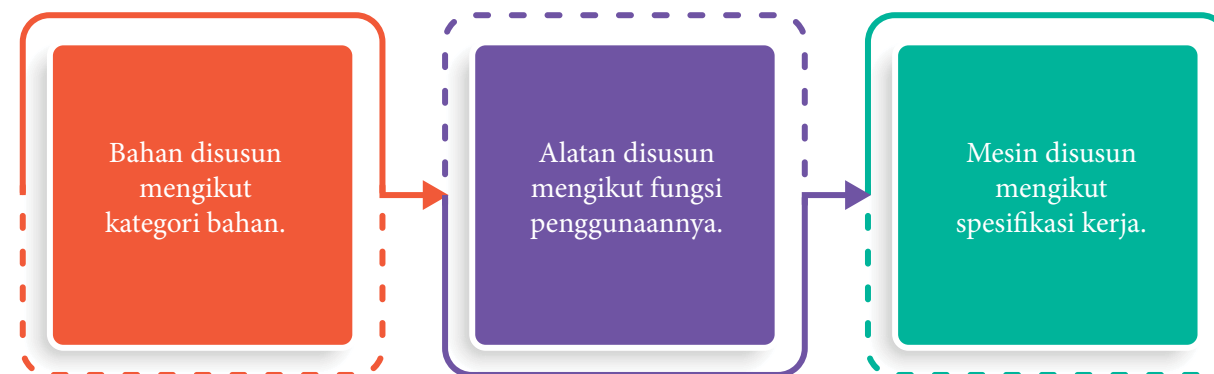 Bahan disusun
mengikut
kategori bahan.
Alatan disusun
mengikut fungsi
penggunaannya.
Mesin disusun
mengikut
spesifikasi kerja.